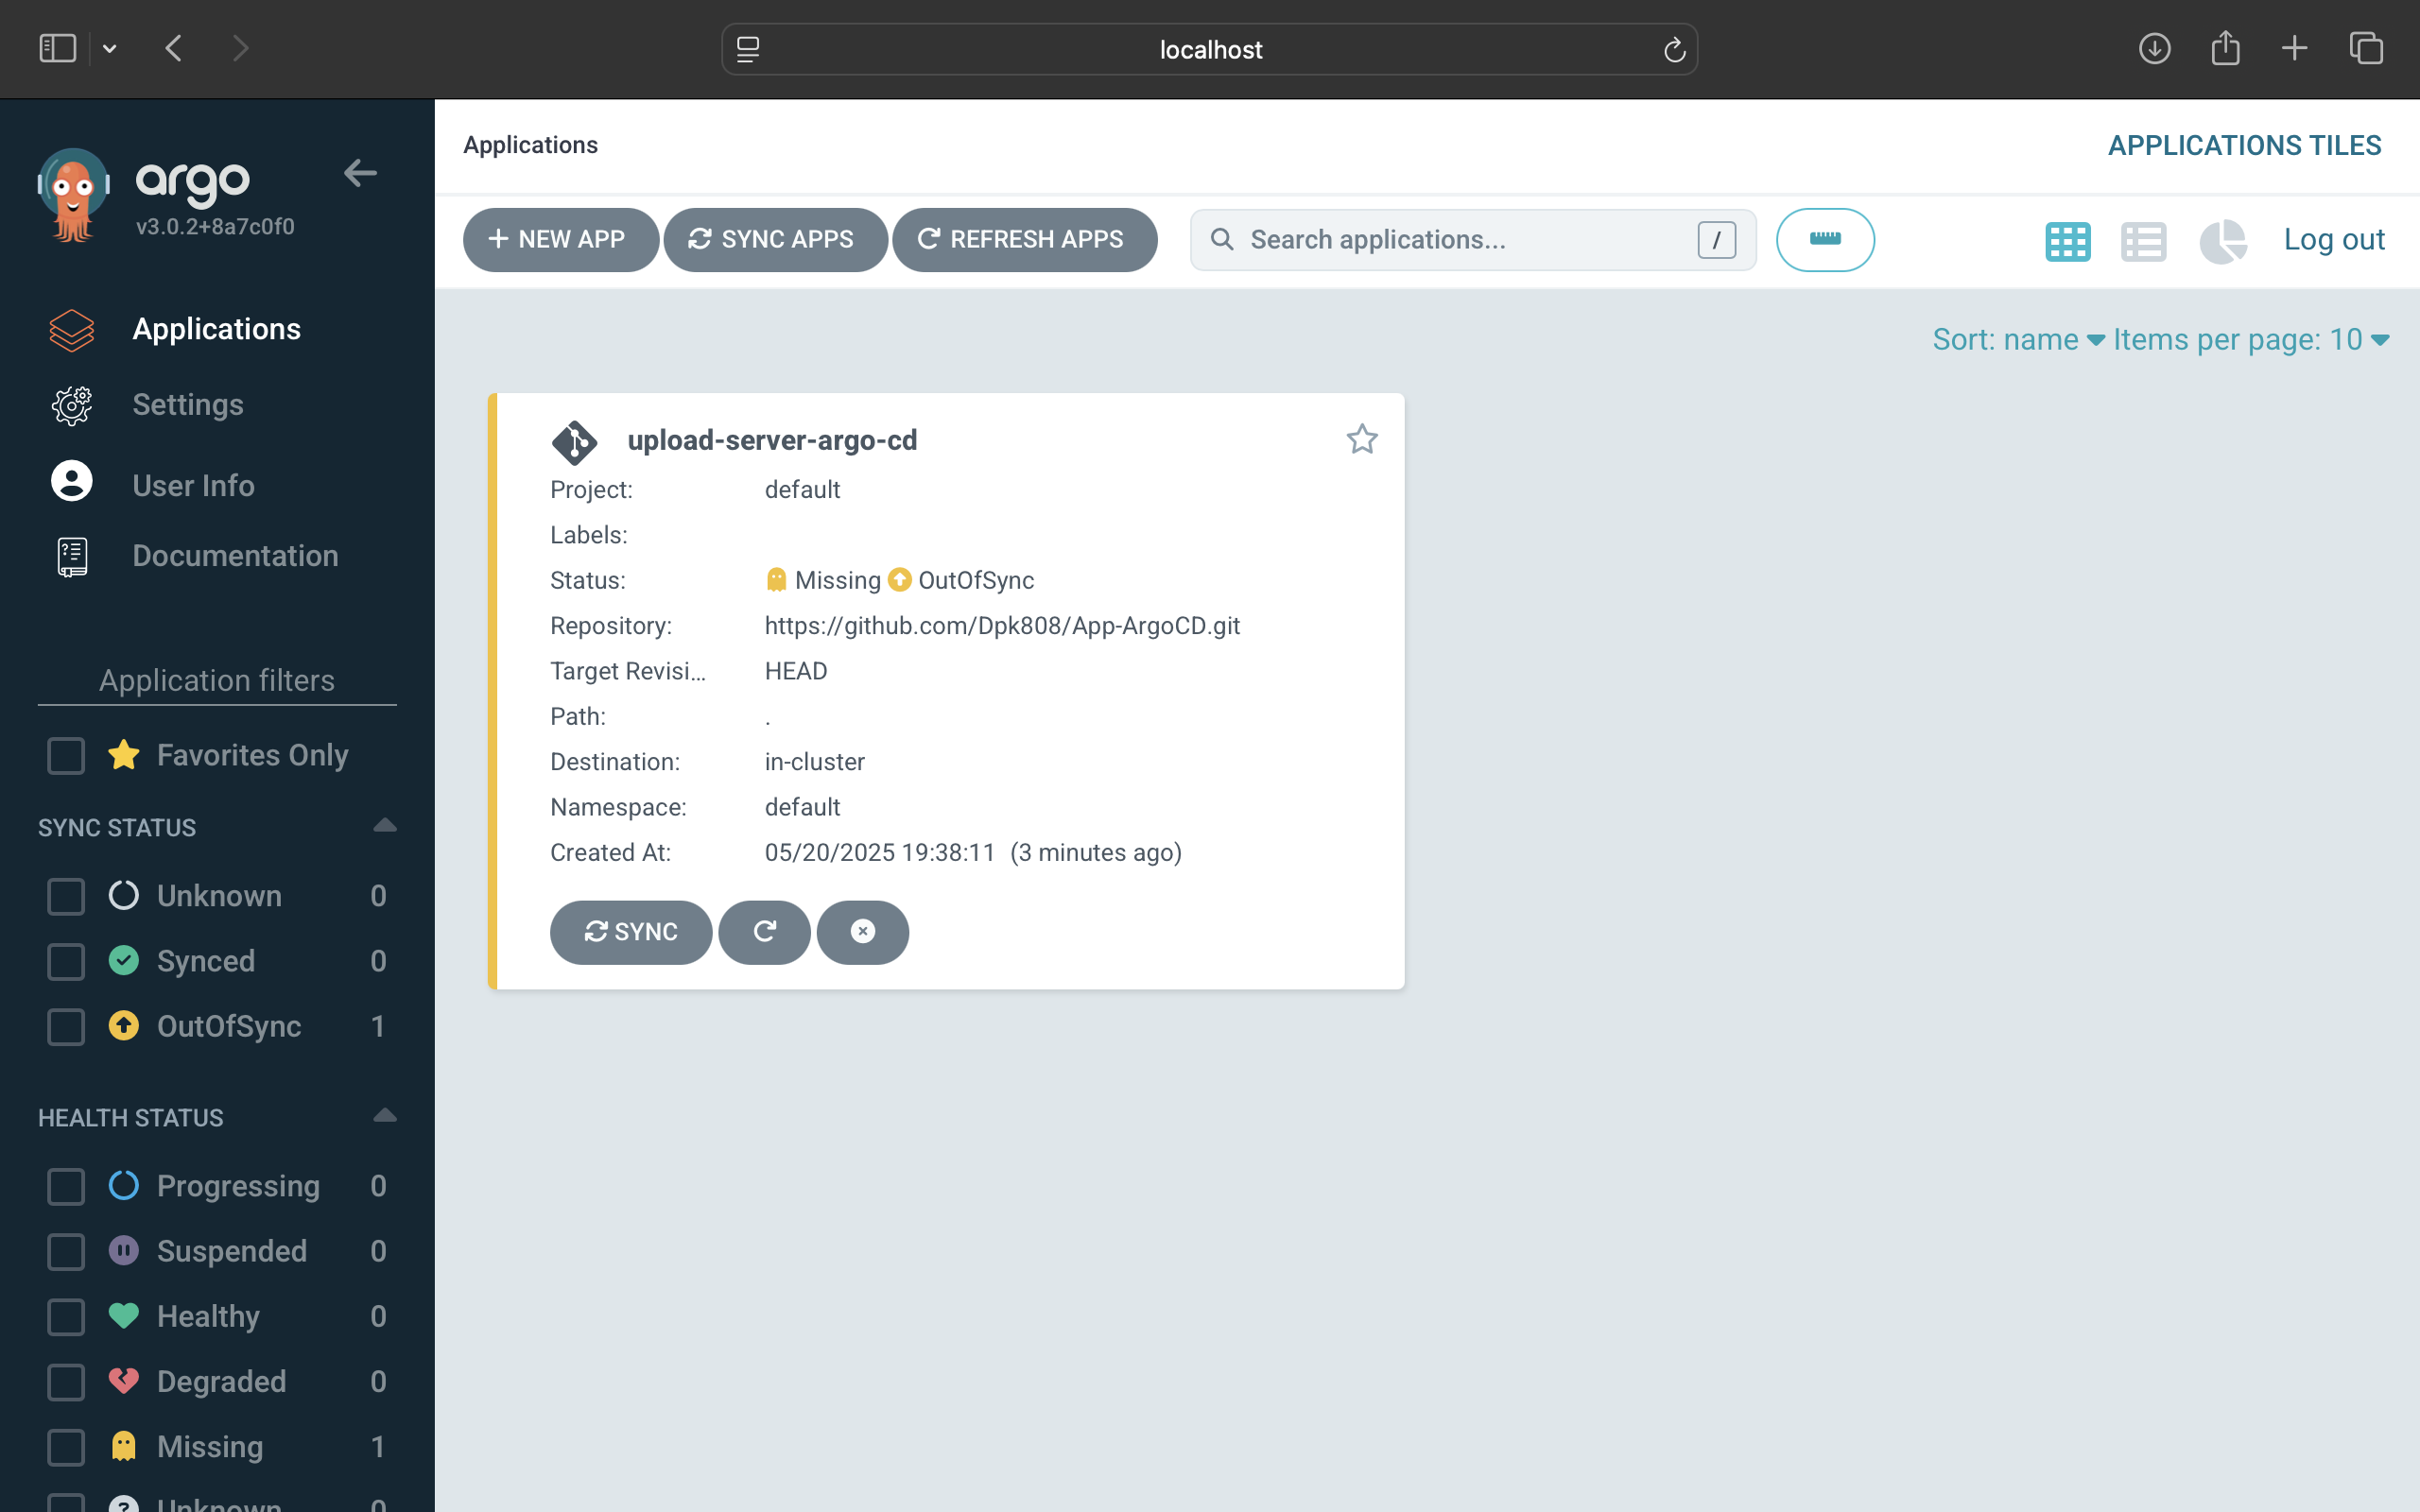 localhost
argo
v3.0.2+8a7c0f0
Applications
Settings
User Info
Documentation
Application filters
Favorites Only
SYNC STATUS
Unknown 0
Synced 0
OutOfSync 1
HEALTH STATUS
Progressing 0
Suspended 0
Healthy 0
Degraded 0
Missing 1
Unknown 0
Applications
APPLICATIONS TILES
NEW APP SYNC APPS REFRESH APPS Search applications... / Log out
Sort: name Items per page: 10
upload-server-argo-cd
Project: default
Labels:
Status: Missing OutOfSync
Repository: https://github.com/Dpk808/App-ArgoCD.git
Target Revisi... HEAD
Path: .
Destination: in-cluster
Namespace: default
Created At: 05/20/2025 19:38:11 (3 minutes ago)
SYNC